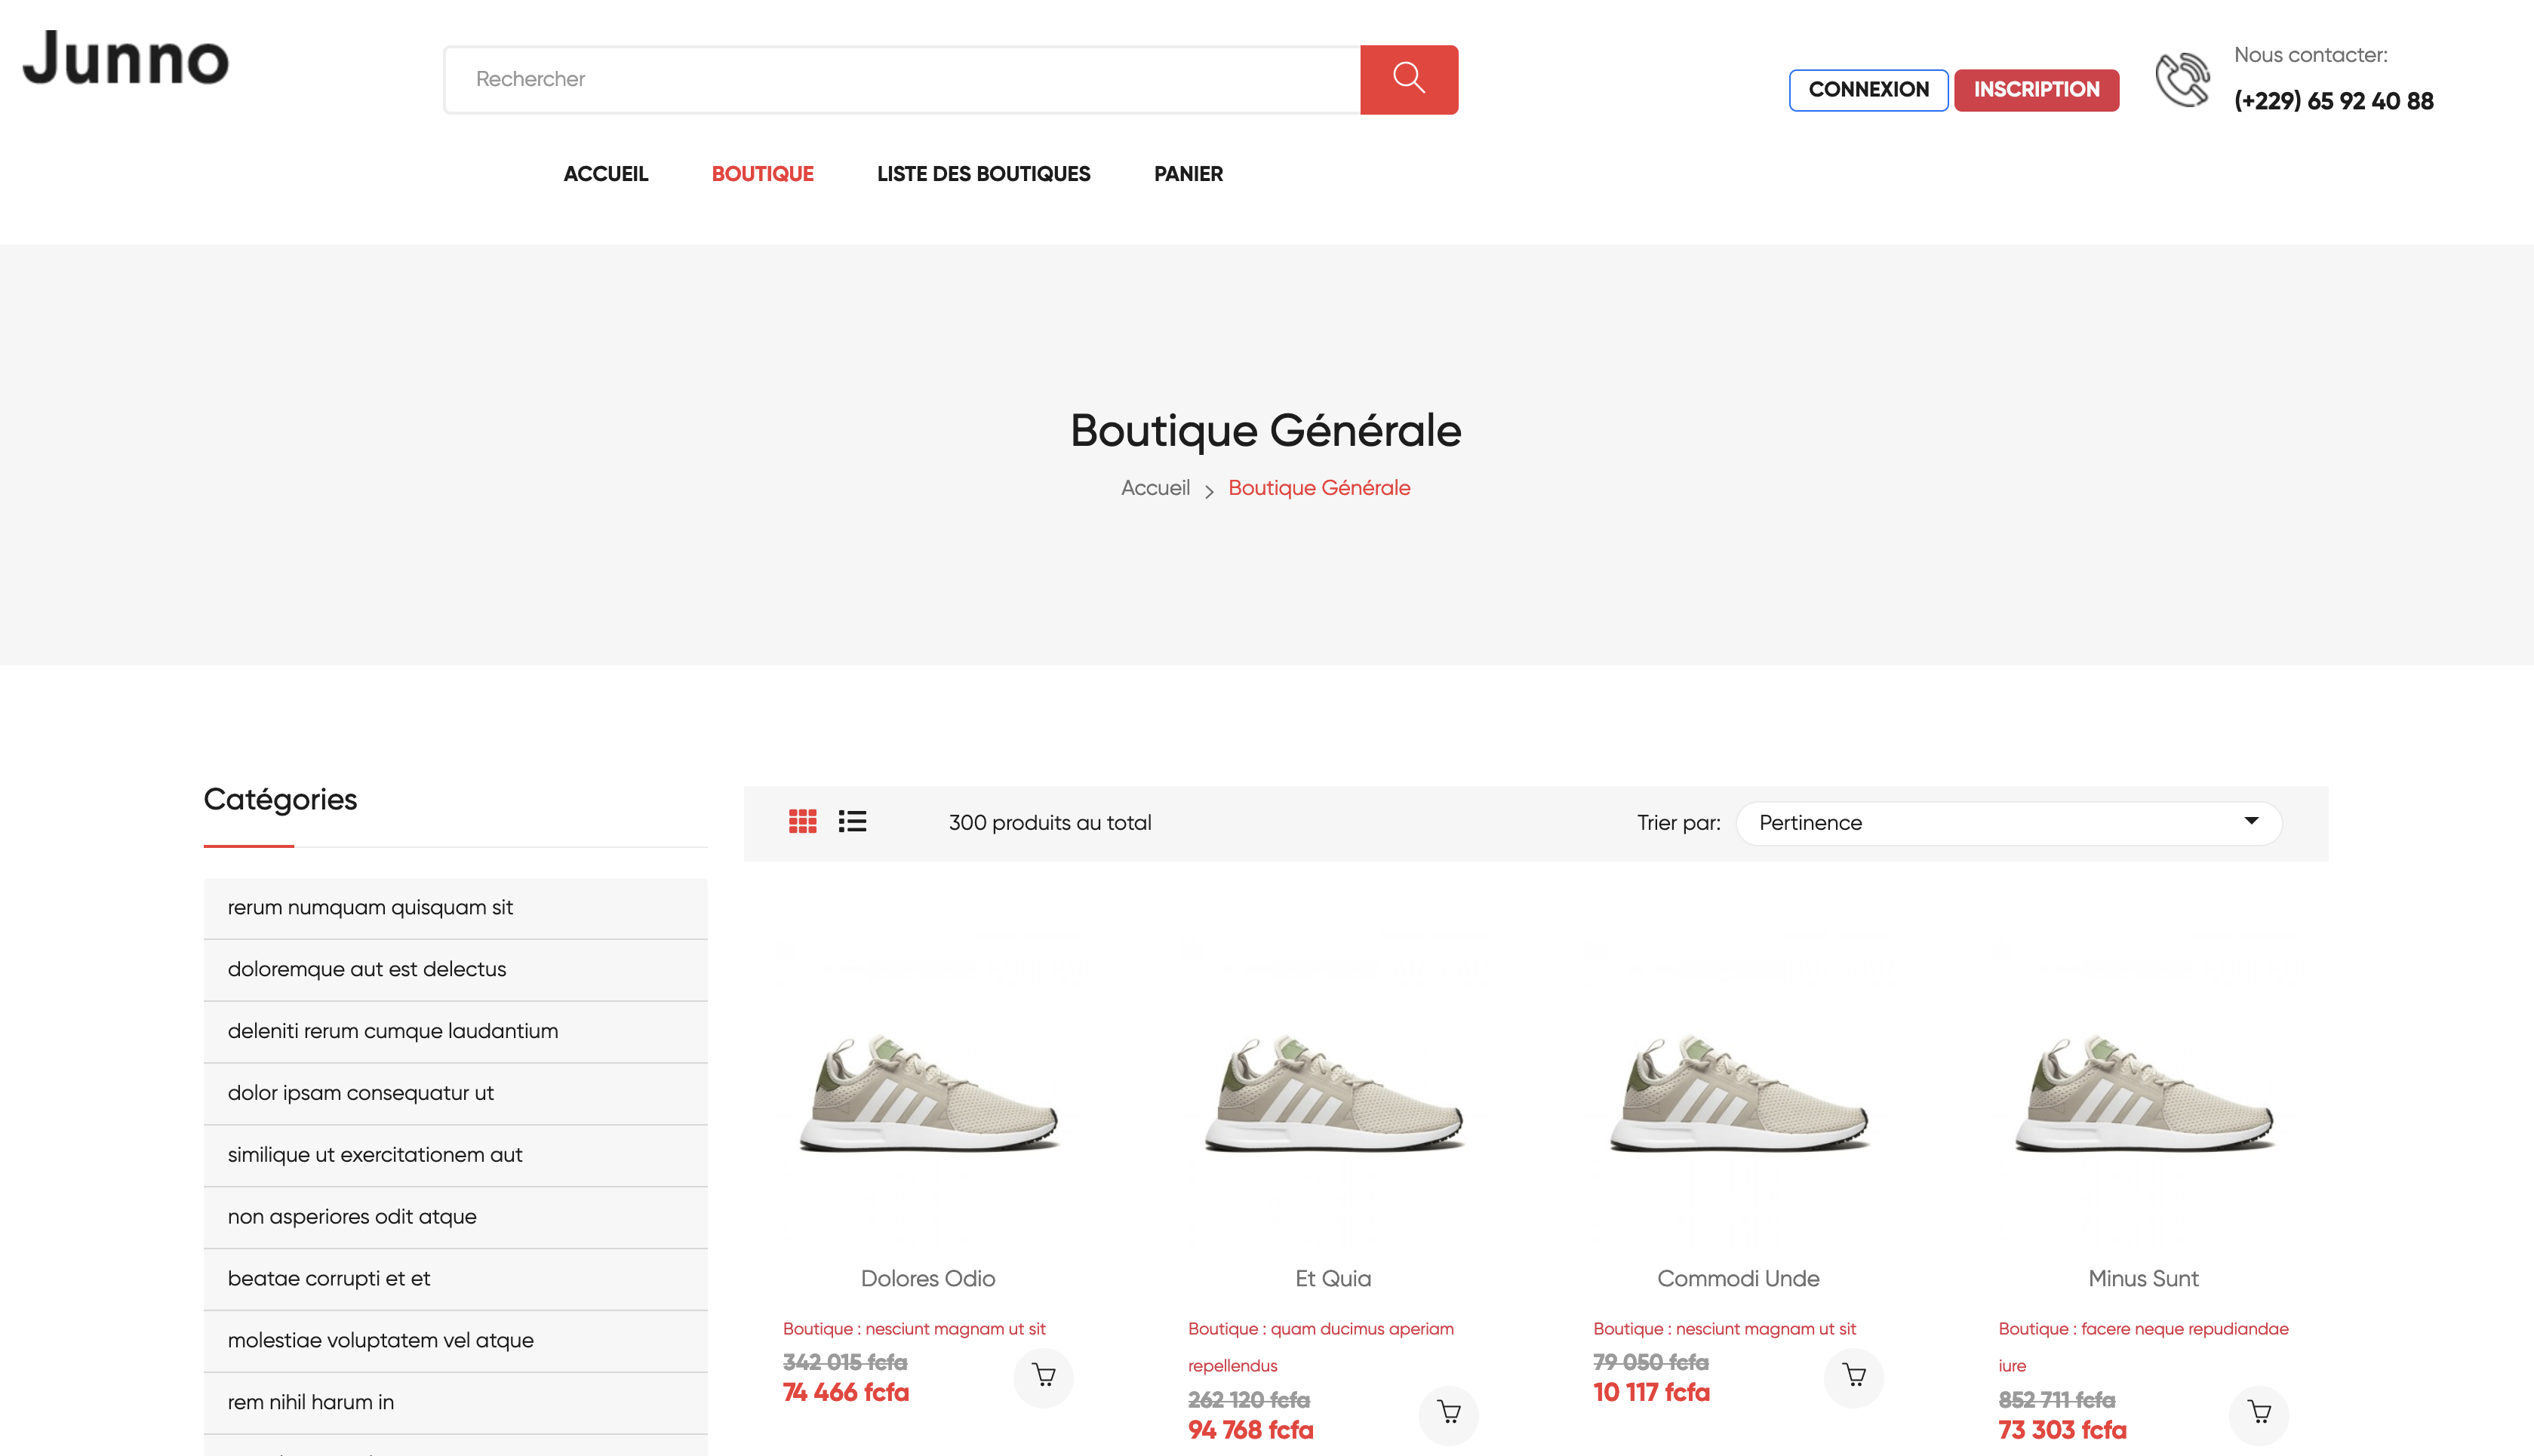 Junno
Rechercher
CONNEXION
INSCRIPTION
Nous contacter:
(+229) 65 92 40 88
ACCUEIL
BOUTIQUE
LISTE DES BOUTIQUES
PANIER
Boutique Générale
Accueil > Boutique Générale
Catégories
rerum numquam quisquam sit
doloremque aut est delectus
deleniti rerum cumque laudantium
dolor ipsam consequatur ut
similique ut exercitationem aut
non asperiores odit atque
beatae corrupti et et
molestiae voluptatem vel atque
rem nihil harum in
300 produits au total
Trier par:
Pertinence
Dolores Odio
Boutique : nesciunt magnam ut sit
342 015 fcfa
74 466 fcfa
Et Quia
Boutique : quam ducimus aperiam
repellendus
262 120 fcfa
94 768 fcfa
Commodi Unde
Boutique : nesciunt magnam ut sit
79 050 fcfa
10 117 fcfa
Minus Sunt
Boutique : facere neque repudiandae
iure
852 711 fcfa
73 303 fcfa